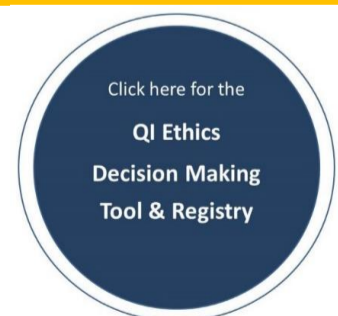 Click here for the
QI Ethics
Decision Making
Tool & Registry